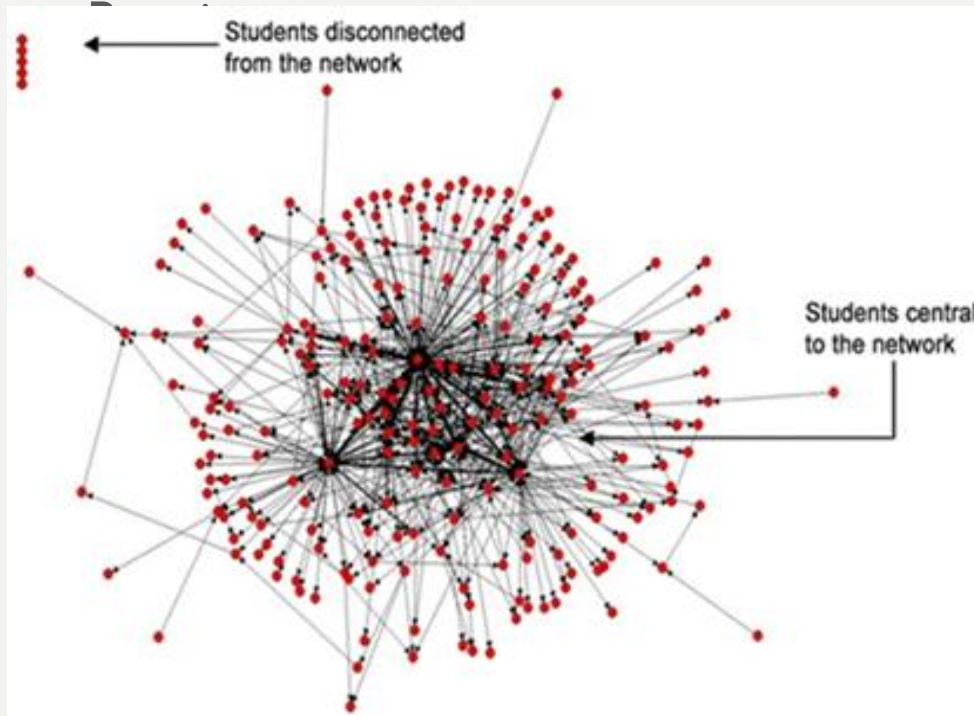 Students disconnected
from the network
Students central
to the network